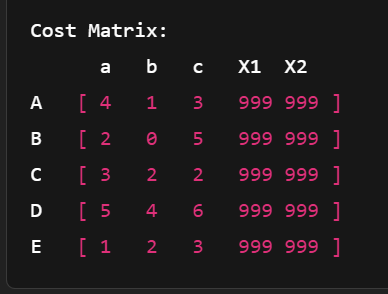 Cost Matrix:
a b c X1 X2
A [ 4 1 3 999 999 ]
B [ 2 0 5 999 999 ]
C [ 3 2 2 999 999 ]
D [ 5 4 6 999 999 ]
E [ 1 2 3 999 999 ]